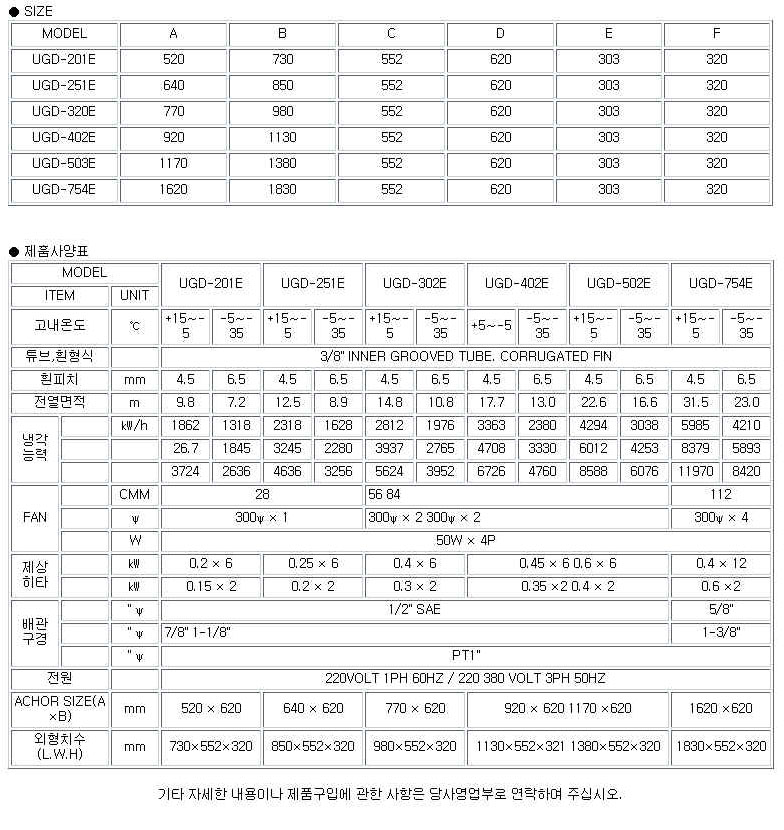 ● SIZE
MODEL A B C D E F
UGD-201E 520 730 552 620 303 320
UGD-251E 640 850 552 620 303 320
UGD-320E 770 980 552 620 303 320
UGD-402E 920 1130 552 620 303 320
UGD-503E 1170 1380 552 620 303 320
UGD-754E 1620 1830 552 620 303 320
● 제품사양표
MODEL UGD-201E UGD-251E UGD-302E UGD-402E UGD-502E UGD-754E
ITEM UNIT
고내온도 ℃ +15~-5 -5~-35 +15~-5 -5~-35 +15~-5 -5~-35 +5~-5 -5~-35 +15~-5 -5~-35 +15~-5 -5~-35
튜브,휜형식 3/8" INNER GROOVED TUBE. CORRUGATED FIN
휜피치 mm 4.5 6.5 4.5 6.5 4.5 6.5 4.5 6.5 4.5 6.5 4.5 6.5
전열면적 m 9.8 7.2 12.5 8.9 14.8 10.8 17.7 13.0 22.6 16.6 31.5 23.0
냉각능력 ㎾/h 1862 1318 2318 1628 2812 1976 3363 2380 4294 3038 5985 4210
26.7 1845 3245 2280 3937 2765 4708 3330 6012 4253 8379 5893
3724 2636 4636 3256 5624 3952 6726 4760 8588 6076 11970 8420
FAN CMM 28 56 84 112
ψ 300ψ × 1 300ψ × 2 300ψ × 2 300ψ × 4
W 50W × 4P
제상히타 ㎾ 0.2 × 6 0.25 × 6 0.4 × 6 0.45 × 6 0.6 × 6 0.4 × 12
㎾ 0.15 × 2 0.2 × 2 0.3 × 2 0.35 ×2 0.4 × 2 0.6 ×2
배관구경 " ψ 1/2" SAE 5/8"
" ψ 7/8" 1-1/8" 1-3/8"
" ψ PT1"
전원 220VOLT 1PH 60HZ / 220 380 VOLT 3PH 50HZ
ACHOR SIZE(A×B) mm 520 × 620 640 × 620 770 × 620 920 × 620 1170 ×620 1620 ×620
외형치수(L.W.H) mm 730×552×320 850×552×320 980×552×320 1130×552×321 1380×552×320 1830×552×320
기타 자세한 내용이나 제품구입에 관한 사항은 당사영업부로 연락하여 주십시오.